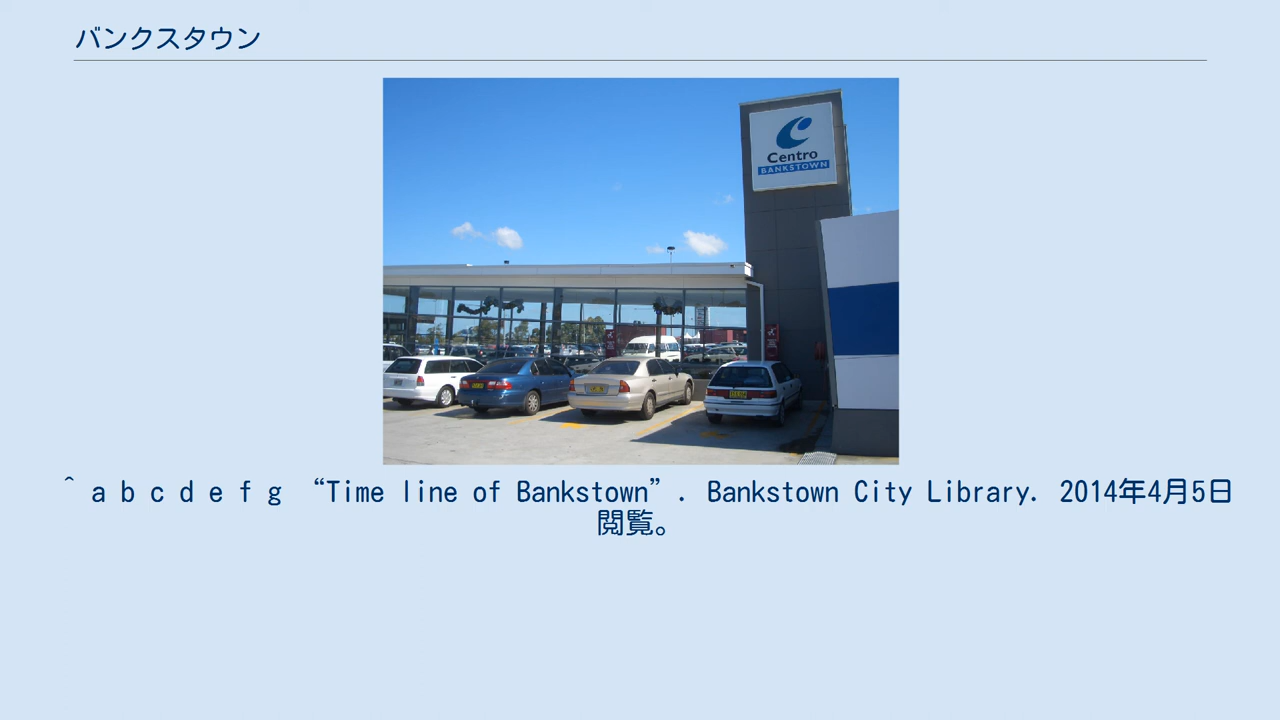 バンクスタウン
Centro
BANKSTOWN
^ a b c d e f g “Time line of Bankstown”. Bankstown City Library. 2014年4月5日
閲覧。